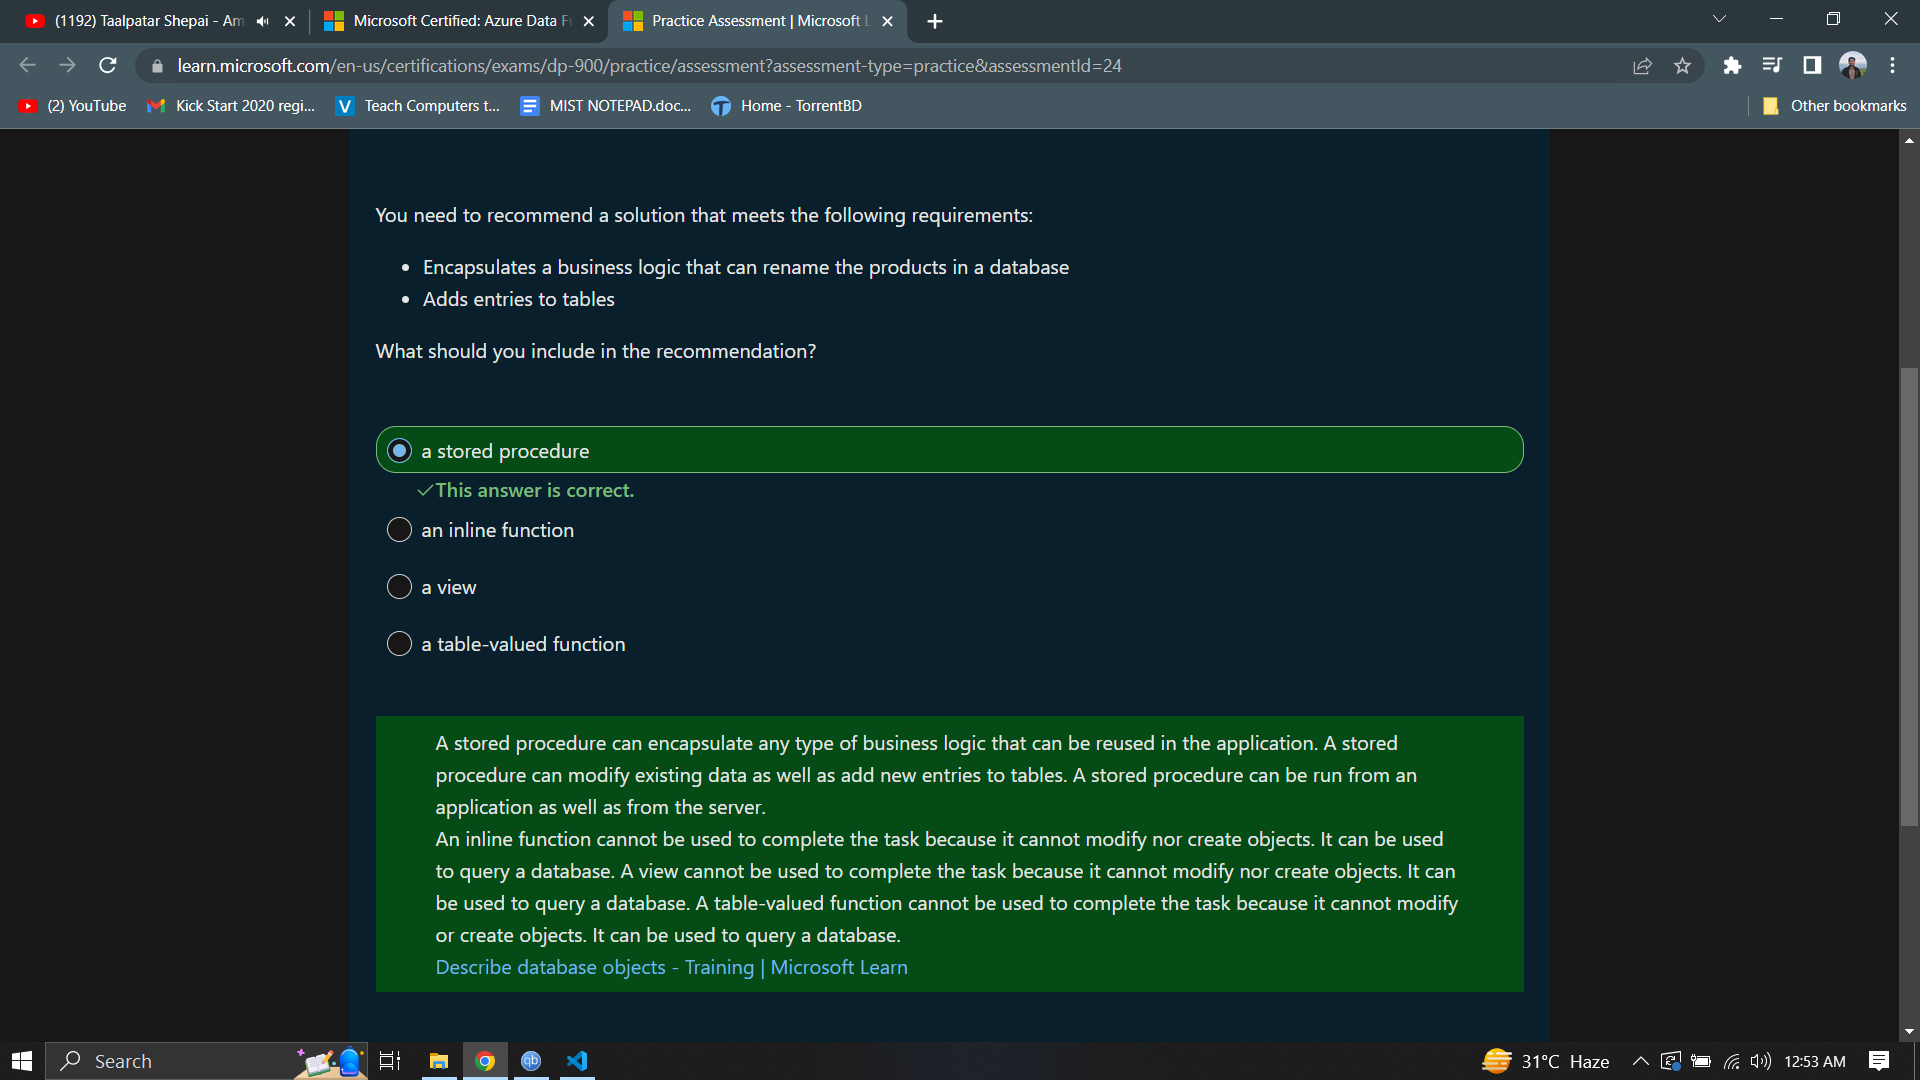 (1192) Taalpatar Shepai - Am
Microsoft Certified: Azure Data F
Practice Assessment | Microsoft L
learn.microsoft.com/en-us/certifications/exams/dp-900/practice/assessment?assessment-type=practice&assessmentId=24
(2) YouTube
Kick Start 2020 regi...
V
Teach Computers t...
MIST NOTEPAD.doc...
Home - TorrentBD
Other bookmarks
You need to recommend a solution that meets the following requirements:
• Encapsulates a business logic that can rename the products in a database
• Adds entries to tables
What should you include in the recommendation?
a stored procedure
✓This answer is correct.
an inline function
a view
a table-valued function
A stored procedure can encapsulate any type of business logic that can be reused in the application. A stored
procedure can modify existing data as well as add new entries to tables. A stored procedure can be run from an
application as well as from the server.
An inline function cannot be used to complete the task because it cannot modify nor create objects. It can be used
to query a database. A view cannot be used to complete the task because it cannot modify nor create objects. It can
be used to query a database. A table-valued function cannot be used to complete the task because it cannot modify
or create objects. It can be used to query a database.
Describe database objects - Training | Microsoft Learn
Search
qb
31°C Haze
12:53 AM